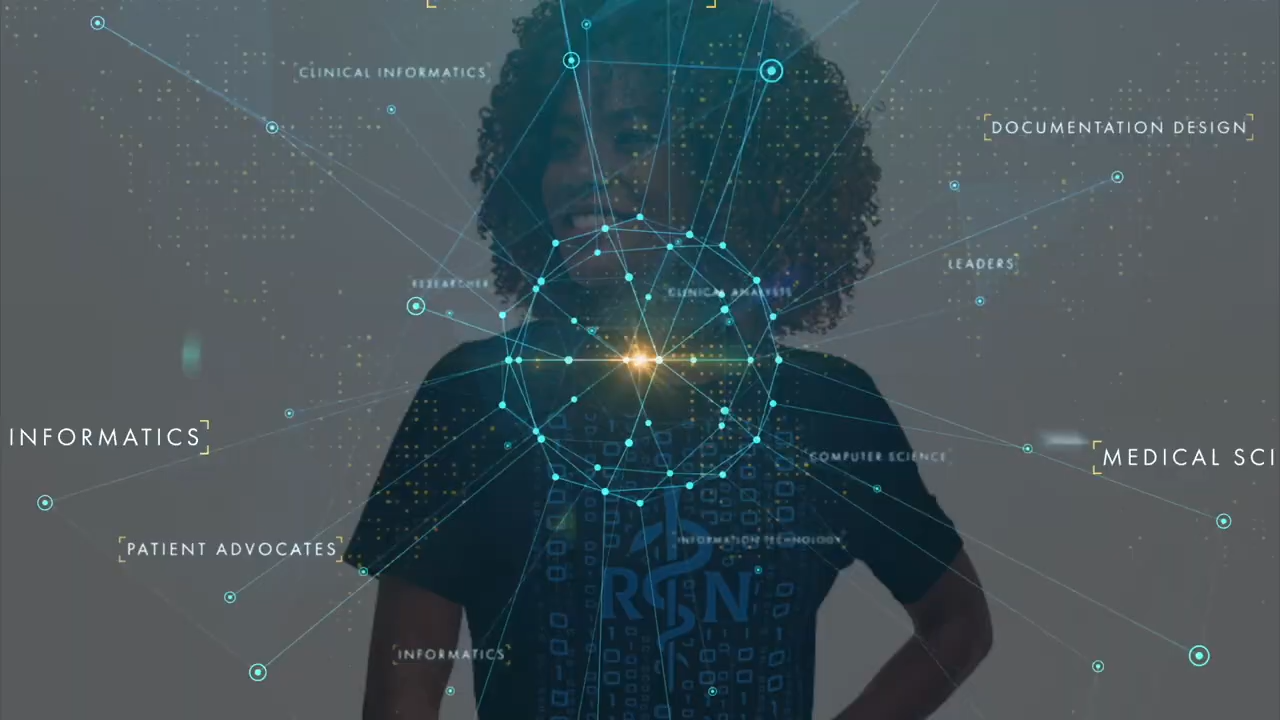 CLINICAL INFORMATICS
DOCUMENTATION DESIGN
LEADERS
RESEARCHER
CLINICAL ANALYSTS
INFORMATICS
COMPUTER SCIENCE
MEDICAL SCI
INFORMATION TECHNOLOGY
PATIENT ADVOCATES
RN
INFORMATICS